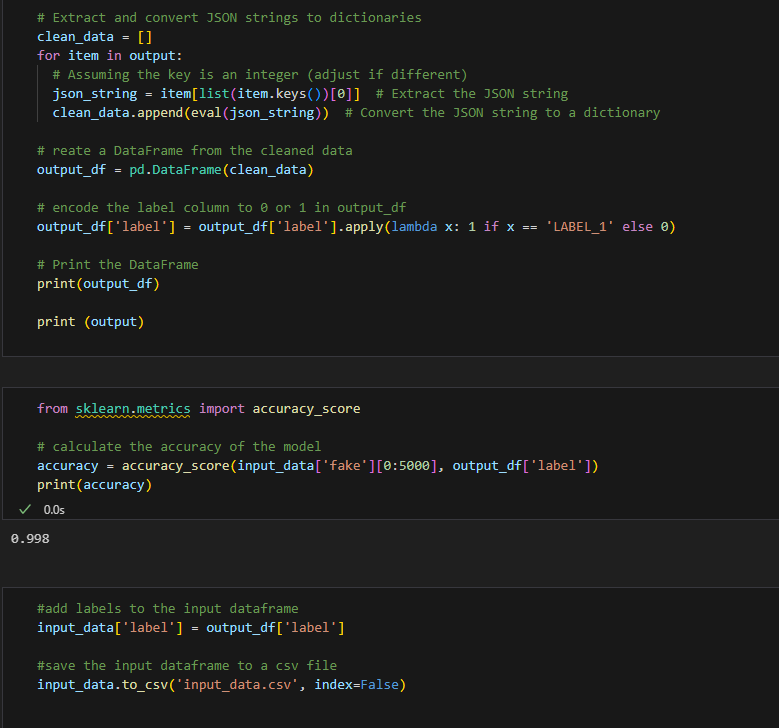 # Extract and convert JSON strings to dictionaries
clean_data = []
for item in output:
# Assuming the key is an integer (adjust if different)
json_string = item[list(item.keys())[0]]  # Extract the JSON string
clean_data.append(eval(json_string))  # Convert the JSON string to a dictionary
# reate a DataFrame from the cleaned data
output_df = pd.DataFrame(clean_data)
# encode the label column to 0 or 1 in output_df
output_df['label'] = output_df['label'].apply(lambda x: 1 if x == 'LABEL_1' else 0)
# Print the DataFrame
print(output_df)
print (output)
from sklearn.metrics import accuracy_score
# calculate the accuracy of the model
accuracy = accuracy_score(input_data['fake'][0:5000], output_df['label'])
print(accuracy)
0.0s
0.998
#add labels to the input dataframe
input_data['label'] = output_df['label']
#save the input dataframe to a csv file
input_data.to_csv('input_data.csv', index=False)